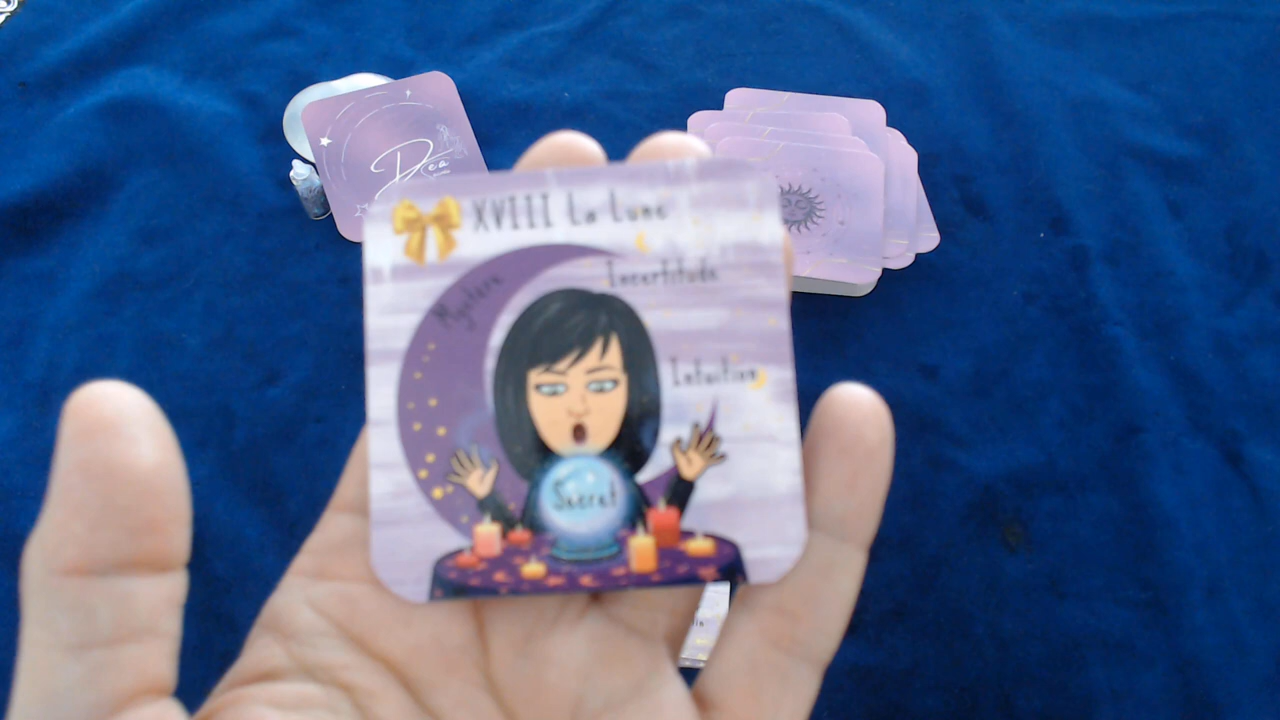 Dea
XVIII La Lune
Incertitude
Mystère
Intuition
Secret